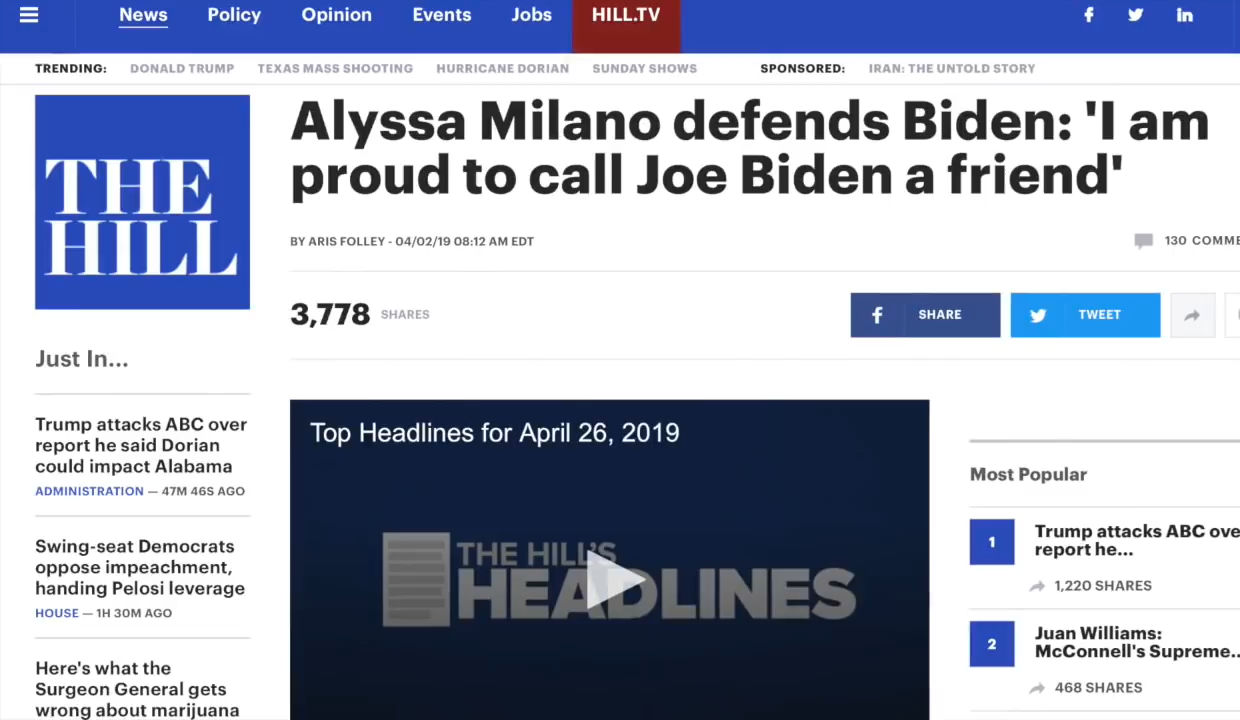 News Policy Opinion Events Jobs HILL.TV
TRENDING: DONALD TRUMP TEXAS MASS SHOOTING HURRICANE DORIAN SUNDAY SHOWS SPONSORED: IRAN: THE UNTOLD STORY
THE
HILL
Alyssa Milano defends Biden: 'I am
proud to call Joe Biden a friend'
BY ARIS FOLLEY - 04/02/19 08:12 AM EDT
130 COMME
3,778 SHARES
SHARE
TWEET
Just In...
Trump attacks ABC over
report he said Dorian
could impact Alabama
ADMINISTRATION — 47M 46S AGO
Swing-seat Democrats
oppose impeachment,
handing Pelosi leverage
HOUSE — 1H 30M AGO
Here's what the
Surgeon General gets
wrong about marijuana
Top Headlines for April 26, 2019
THE HILL'S
HEADLINES
Most Popular
1
Trump attacks ABC ove
report he...
1,220 SHARES
2
Juan Williams:
McConnell's Supreme..
468 SHARES